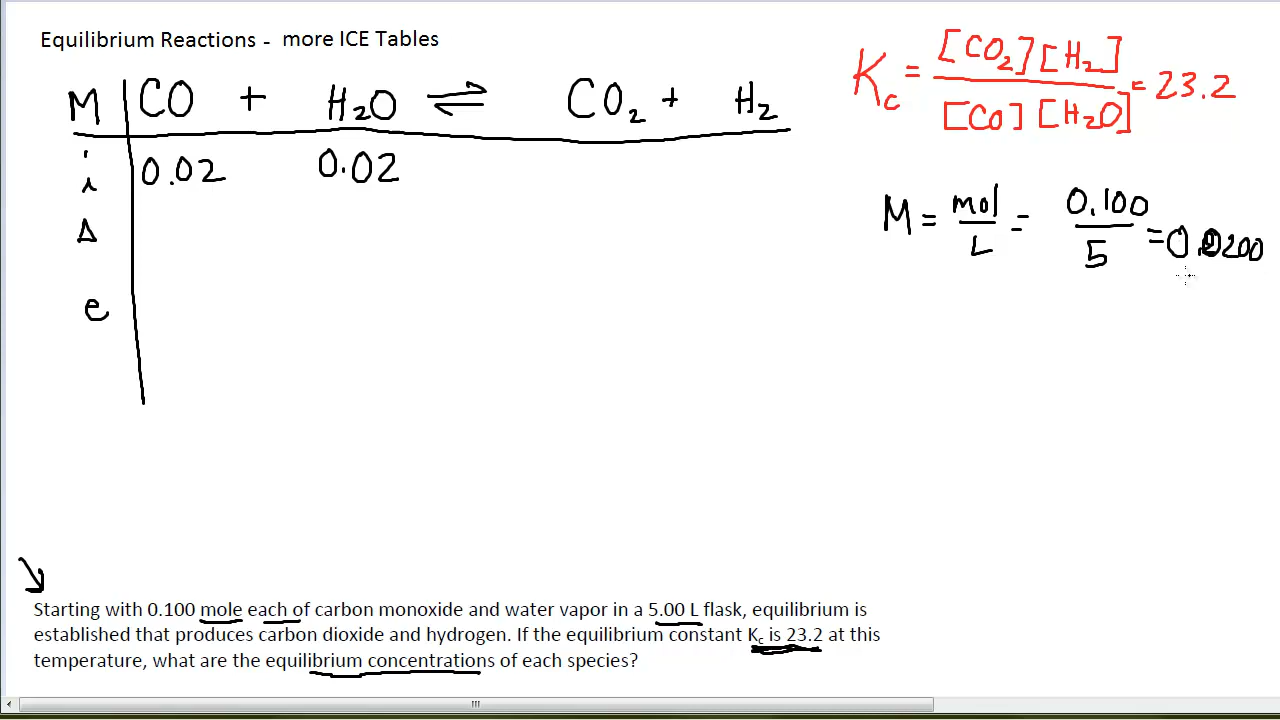 Equilibrium Reactions - more ICE Tables
M CO + H₂O ⇌ CO₂ + H₂
i 0.02 0.02
Δ
e
Kc = [CO₂][H₂] / [CO][H₂O] = 23.2
M = mol / L = 0.100 / 5 = 0.0200
Starting with 0.100 mole each of carbon monoxide and water vapor in a 5.00 L flask, equilibrium is
established that produces carbon dioxide and hydrogen. If the equilibrium constant Kc is 23.2 at this
temperature, what are the equilibrium concentrations of each species?